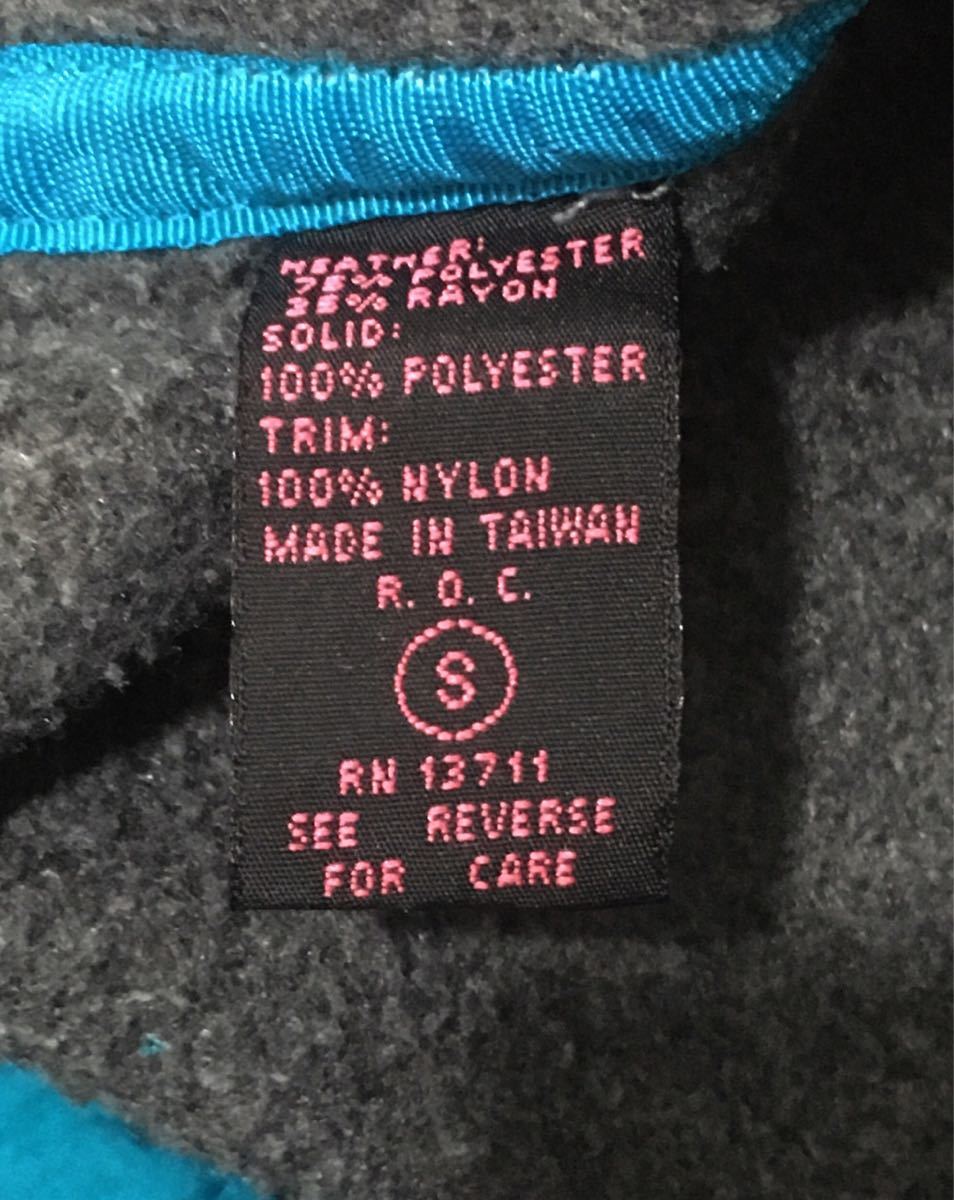 HEATHER:
75% POLYESTER
25% RAYON
SOLID:
100% POLYESTER
TRIM:
100% NYLON
MADE IN TAIWAN
R. O. C.
S
RN 13711
SEE REVERSE
FOR CARE